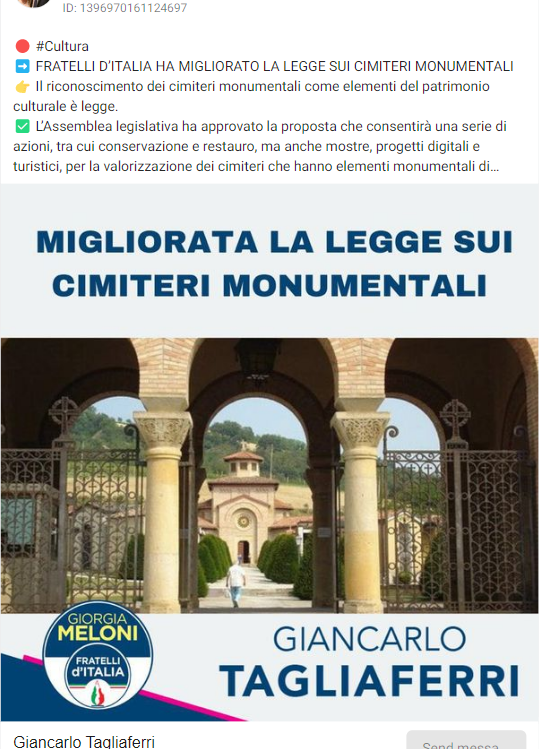 ID: 1396970161124697
🔴 #Cultura
➡️ FRATELLI D’ITALIA HA MIGLIORATO LA LEGGE SUI CIMITERI MONUMENTALI
👉 Il riconoscimento dei cimiteri monumentali come elementi del patrimonio
culturale è legge.
✅ L’Assemblea legislativa ha approvato la proposta che consentirà una serie di
azioni, tra cui conservazione e restauro, ma anche mostre, progetti digitali e
turistici, per la valorizzazione dei cimiteri che hanno elementi monumentali di...
MIGLIORATA LA LEGGE SUI
CIMITERI MONUMENTALI
GIORGIA
MELONI
FRATELLI
d'ITALIA
GIANCARLO
TAGLIAFERRI
Giancarlo Tagliaferri
Send messa...